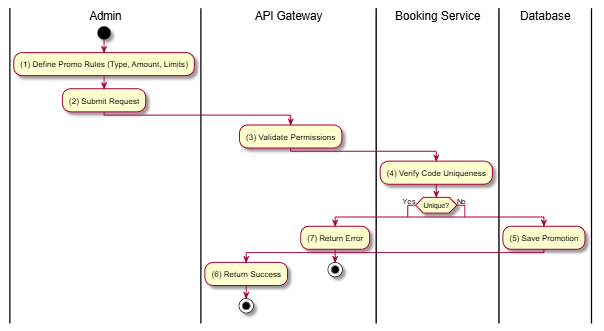 Admin
API Gateway
Booking Service
Database
(1) Define Promo Rules (Type, Amount, Limits)
(2) Submit Request
(3) Validate Permissions
(4) Verify Code Uniqueness
Yes
Unique?
No
(7) Return Error
(5) Save Promotion
(6) Return Success